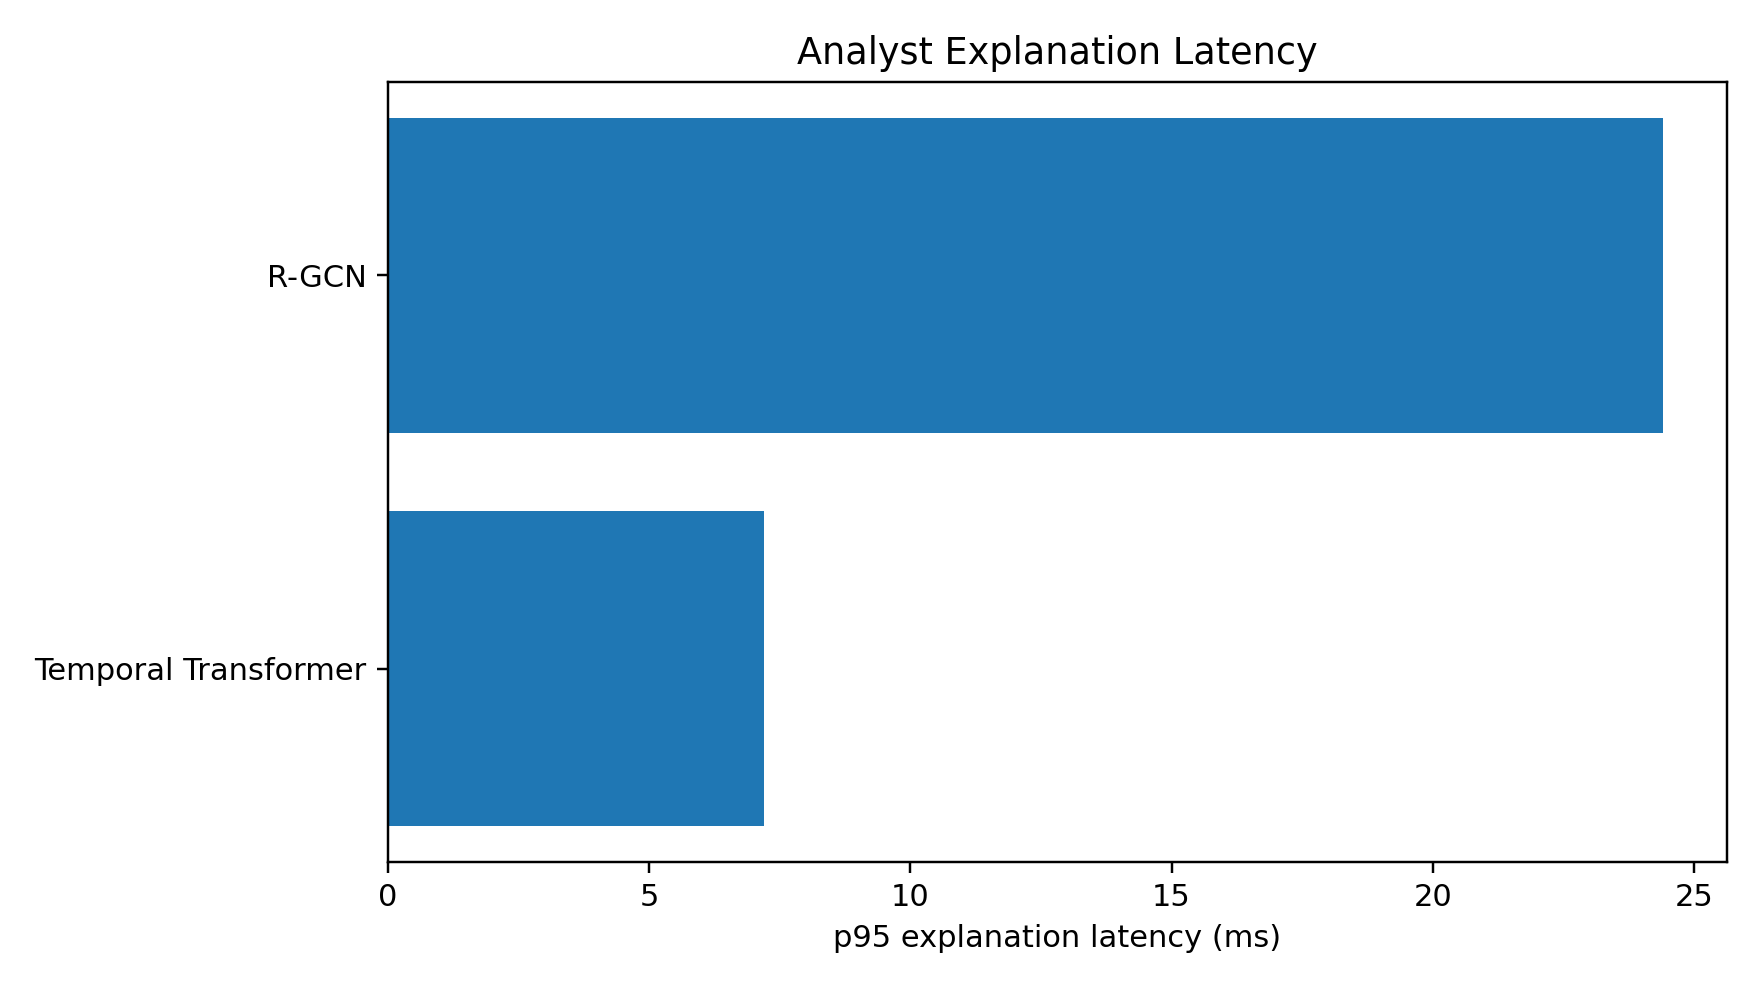 Analyst Explanation Latency
R-GCN
Temporal Transformer
0 5 10 15 20 25
p95 explanation latency (ms)